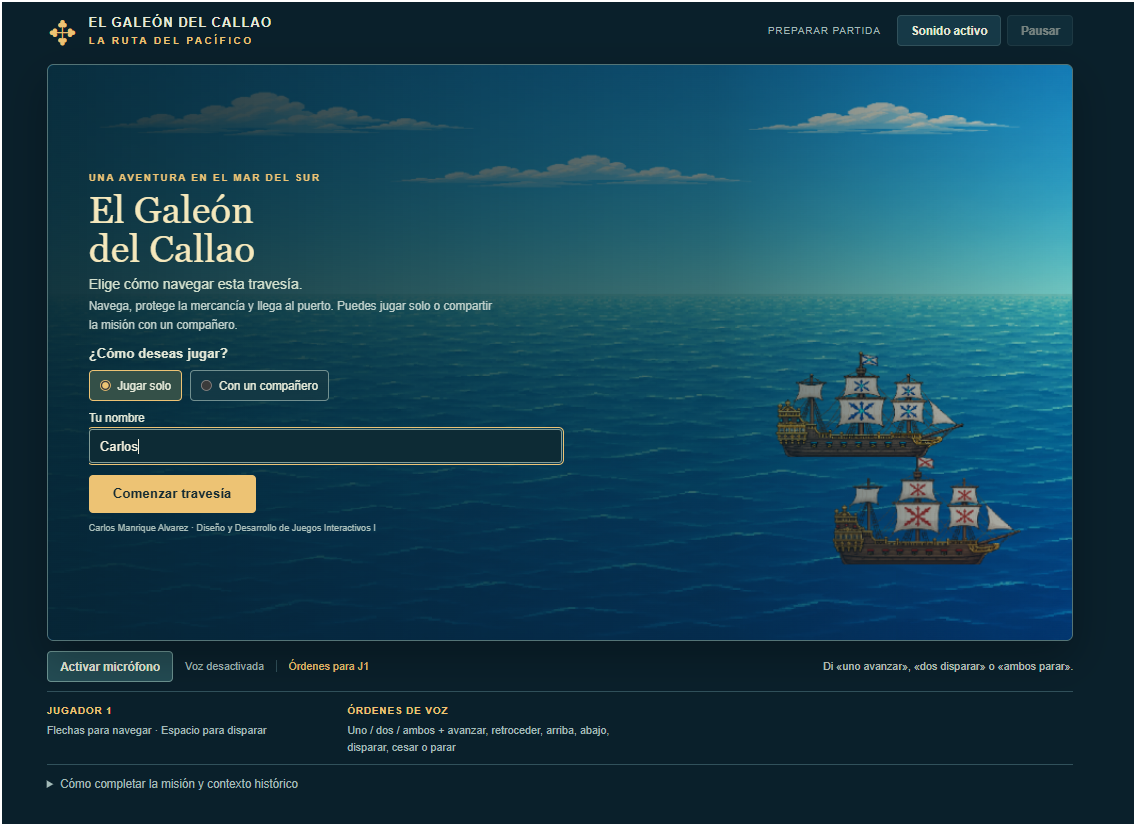 EL GALEÓN DEL CALLAO
LA RUTA DEL PACÍFICO
PREPARAR PARTIDA
Sonido activo
Pausar
UNA AVENTURA EN EL MAR DEL SUR
El Galeón
del Callao
Elige cómo navegar esta travesía.
Navega, protege la mercancía y llega al puerto. Puedes jugar solo o compartir
la misión con un compañero.
¿Cómo deseas jugar?
Jugar solo
Con un compañero
Tu nombre
Carlos
Comenzar travesía
Carlos Manrique Alvarez · Diseño y Desarrollo de Juegos Interactivos I
Activar micrófono
Voz desactivada
Órdenes para J1
Di «uno avanzar», «dos disparar» o «ambos parar».
JUGADOR 1
Flechas para navegar · Espacio para disparar
ÓRDENES DE VOZ
Uno / dos / ambos + avanzar, retroceder, arriba, abajo,
disparar, cesar o parar
Cómo completar la misión y contexto histórico